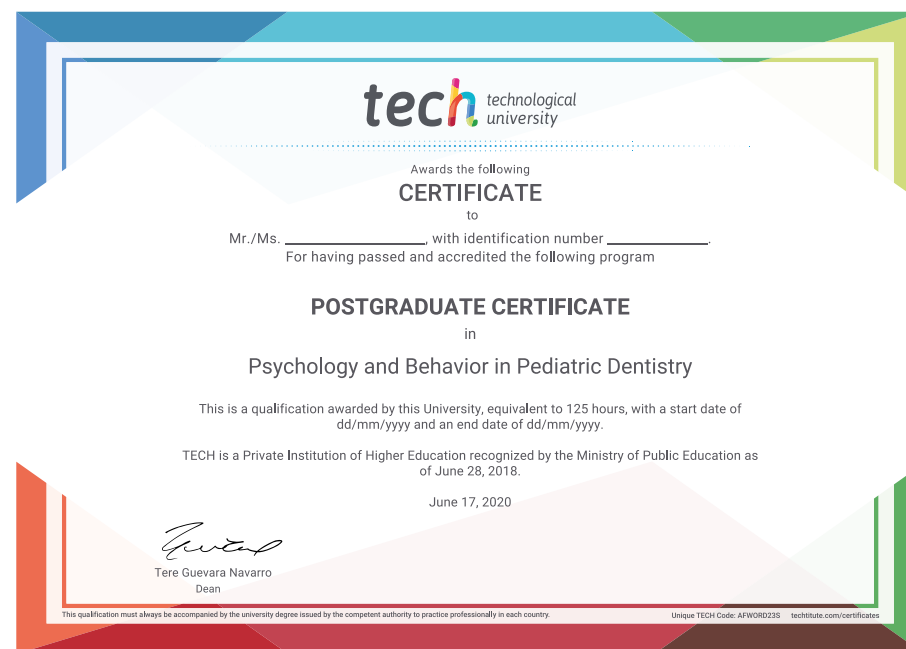 tech technological
university
Awards the following
CERTIFICATE
to
Mr./Ms. ____________________, with identification number ______________.
For having passed and accredited the following program
POSTGRADUATE CERTIFICATE
in
Psychology and Behavior in Pediatric Dentistry
This is a qualification awarded by this University, equivalent to 125 hours, with a start date of
dd/mm/yyyy and an end date of dd/mm/yyyy.
TECH is a Private Institution of Higher Education recognized by the Ministry of Public Education as
of June 28, 2018.
June 17, 2020
Tere Guevara Navarro
Dean
This qualification must always be accompanied by the university degree issued by the competent authority to practice professionally in each country.
Unique TECH Code: AFWORD23S techtitute.com/certificates